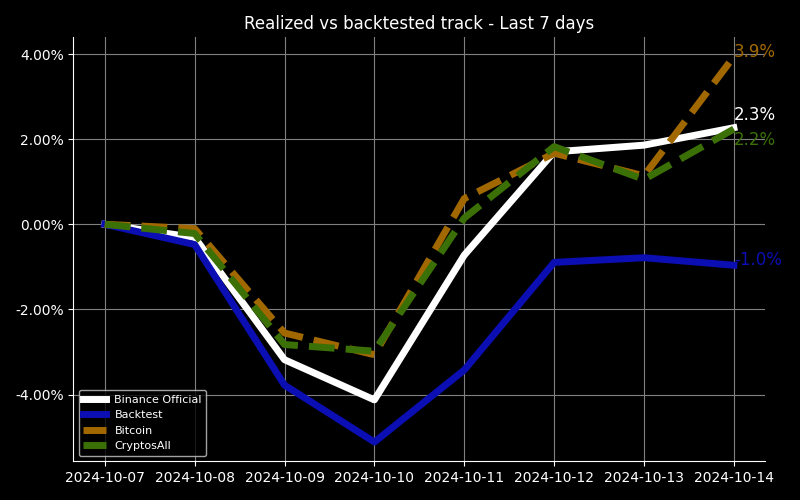 Realized vs backtested track - Last 7 days
4.00%
2.00%
0.00%
-2.00%
-4.00%
3.9%
2.3%
2.2%
-1.0%
Binance Official
Backtest
Bitcoin
CryptosAll
2024-10-07 2024-10-08 2024-10-09 2024-10-10 2024-10-11 2024-10-12 2024-10-13 2024-10-14